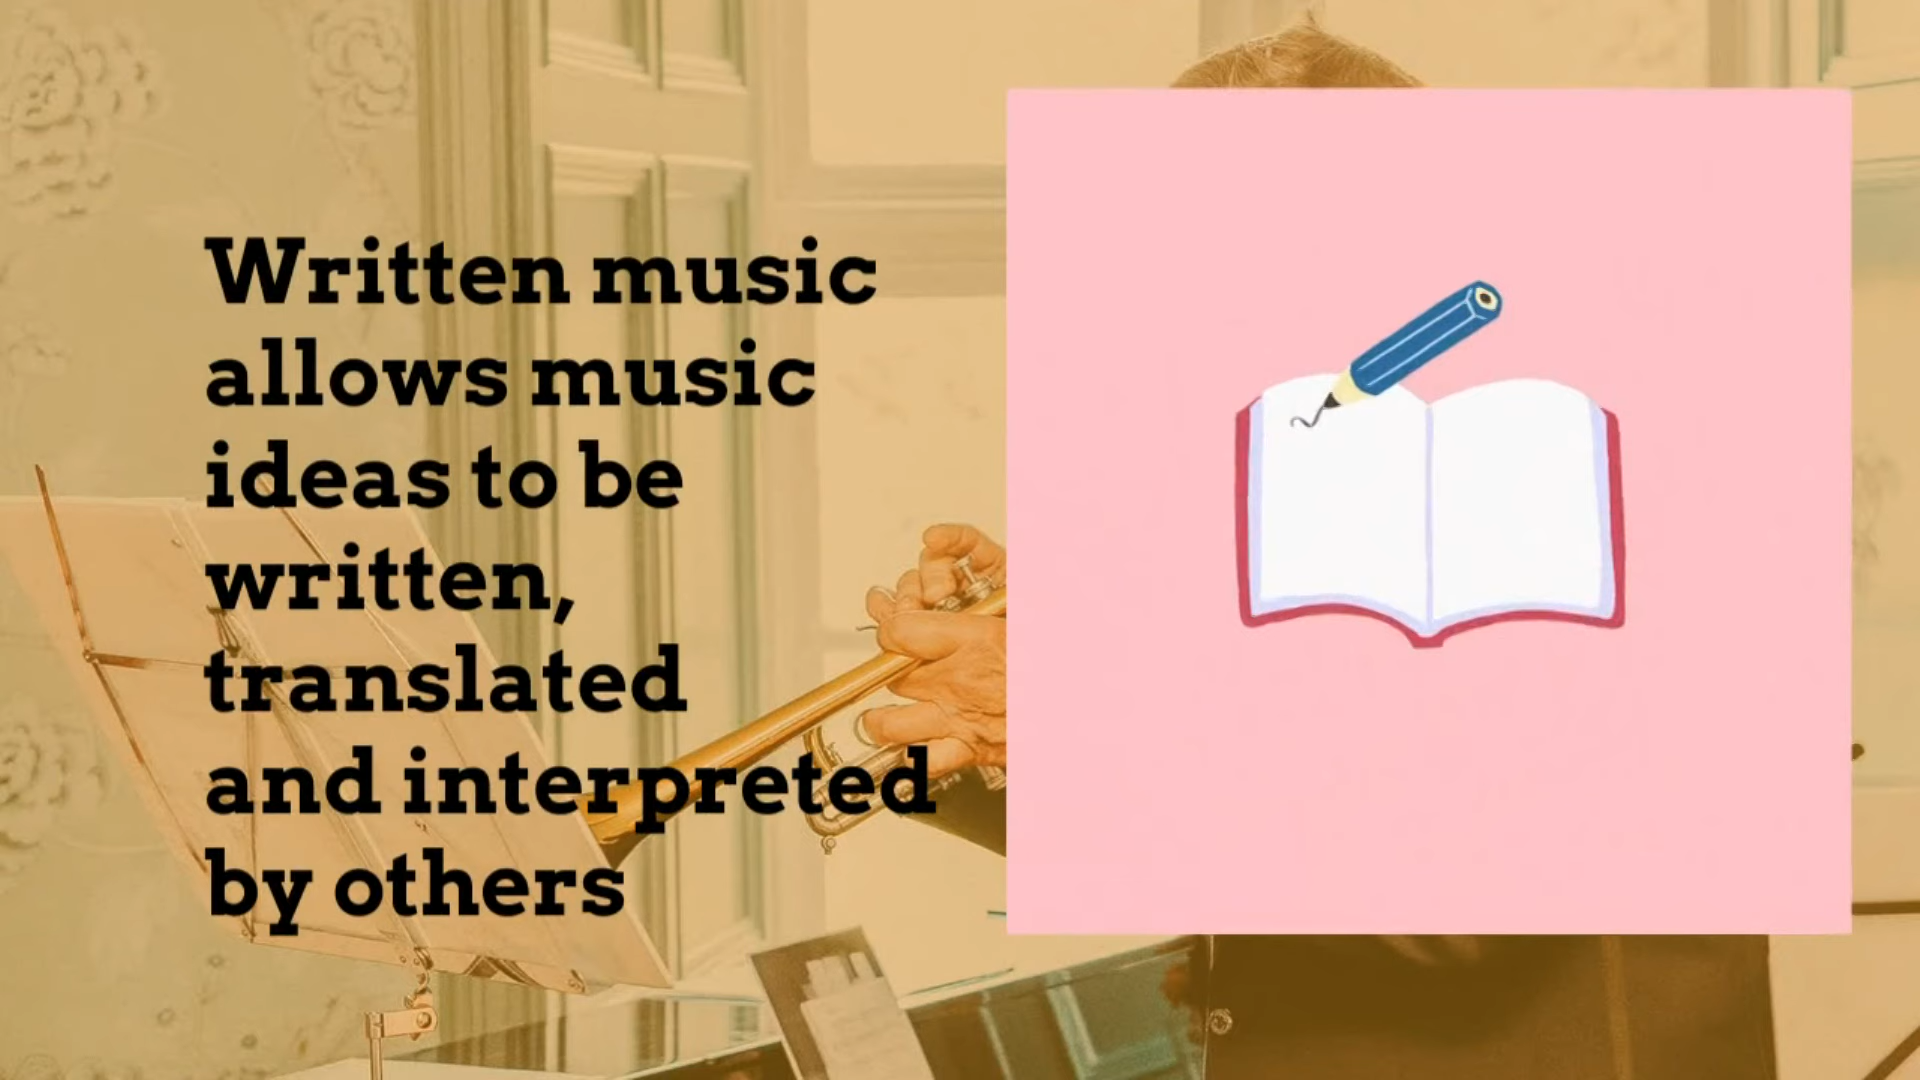 Written music
allows music
ideas to be
written,
translated
and interpreted
by others